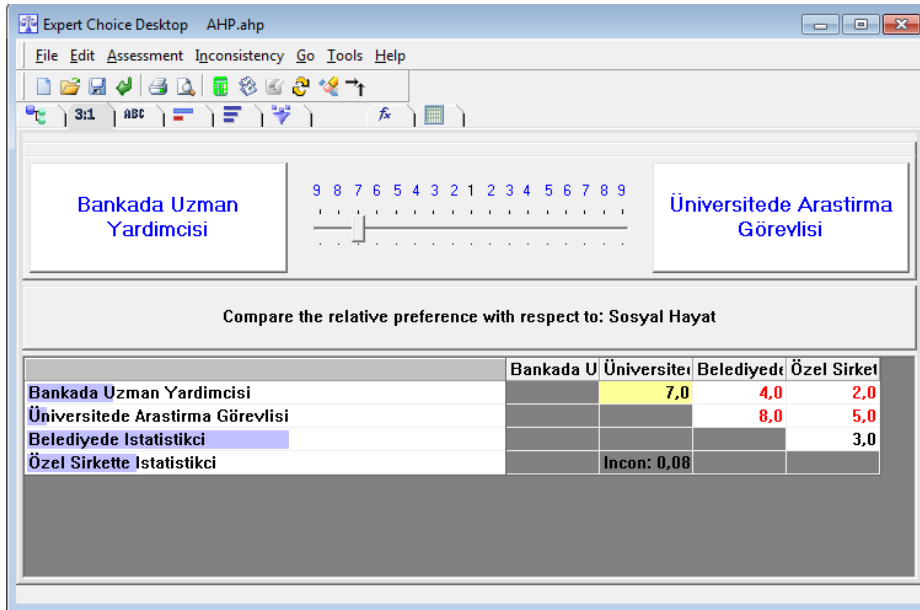 Expert Choice Desktop AHP.ahp
File Edit Assessment Inconsistency Go Tools Help
3:1 ABC fx
Bankada Uzman
Yardimcisi
9 8 7 6 5 4 3 2 1 2 3 4 5 6 7 8 9
Üniversitede Arastirma
Görevlisi
Compare the relative preference with respect to: Sosyal Hayat
Bankada U Üniversited Belediyede Özel Sirket
Bankada Uzman Yardimcisi 7,0 4,0 2,0
Üniversitede Arastirma Görevlisi 8,0 5,0
Belediyede Istatistikci 3,0
Özel Sirkette Istatistikci Incon: 0,08